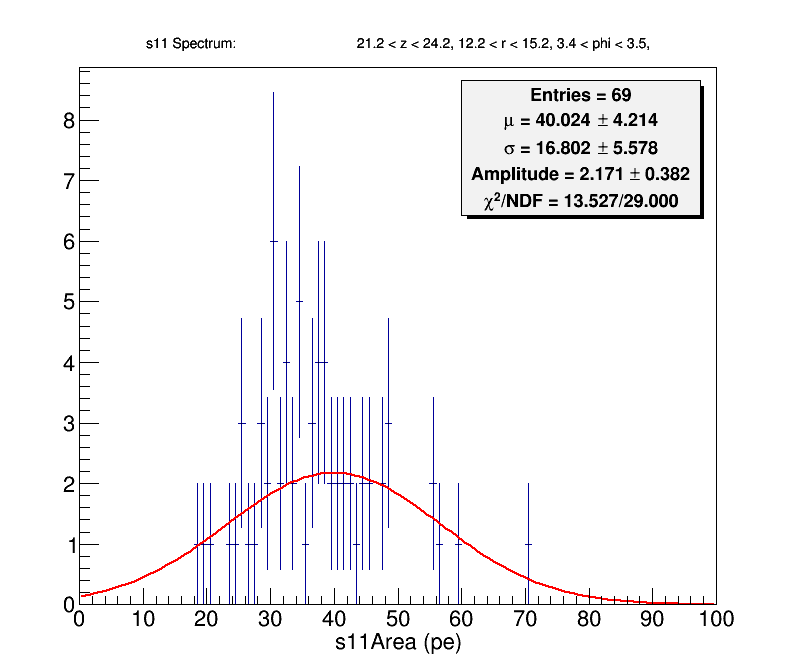 s11 Spectrum: 21.2 < z < 24.2, 12.2 < r < 15.2, 3.4 < phi < 3.5,
Entries = 69
μ = 40.024 ± 4.214
σ = 16.802 ± 5.578
Amplitude = 2.171 ± 0.382
χ²/NDF = 13.527/29.000
8
7
6
5
4
3
2
1
0
0 10 20 30 40 50 60 70 80 90 100
s11Area (pe)